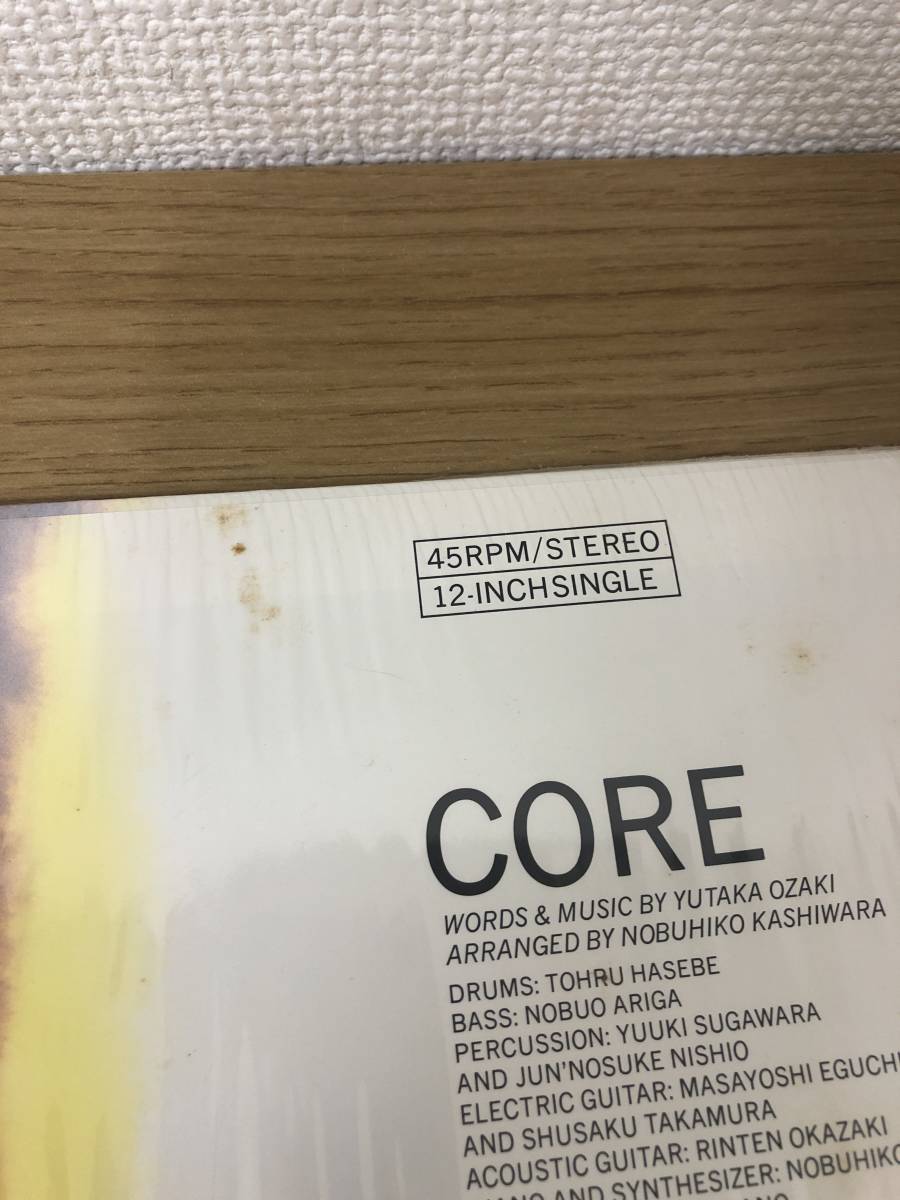 45RPM/STEREO
12-INCHSINGLE
CORE
WORDS & MUSIC BY YUTAKA OZAKI
ARRANGED BY NOBUHIKO KASHIWARA
DRUMS: TOHRU HASEBE
BASS: NOBUO ARIGA
PERCUSSION: YUUKI SUGAWARA
AND JUN'NOSUKE NISHIO
ELECTRIC GUITAR: MASAYOSHI EGUCHI
AND SHUSAKU TAKAMURA
ACOUSTIC GUITAR: RINTEN OKAZAKI
AND SYNTHESIZER: